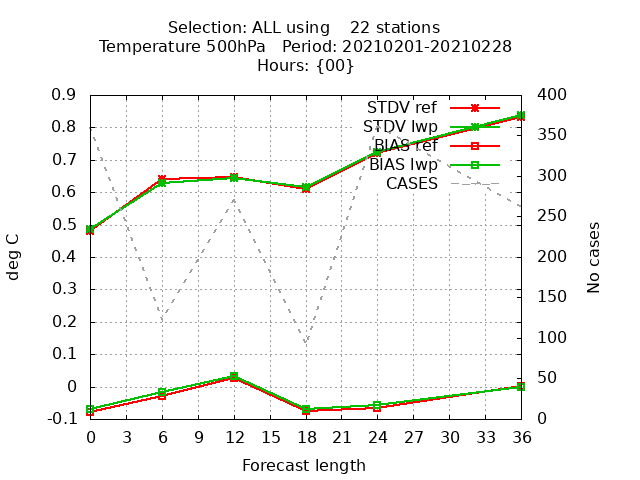 Selection: ALL using 22 stations
Temperature 500hPa Period: 20210201-20210228
Hours: {00}
STDV ref
STDV lwp
BIAS ref
BIAS lwp
CASES
deg C
0.9
0.8
0.7
0.6
0.5
0.4
0.3
0.2
0.1
0
-0.1
No cases
400
350
300
250
200
150
100
50
0
0 3 6 9 12 15 18 21 24 27 30 33 36
Forecast length